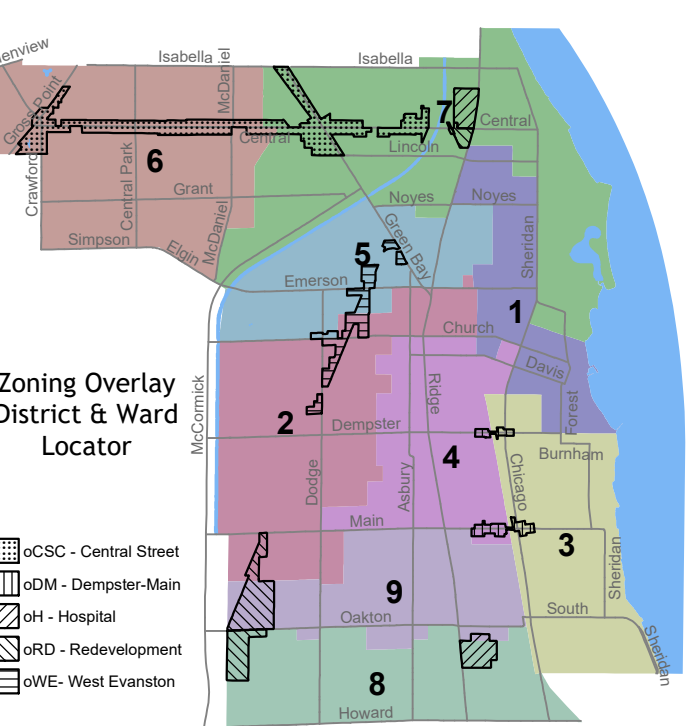 enview
Isabella
Isabella
McDaniel
Gross Point
7
Central
Central
Lincoln
6
Crawford
Central Park
Grant
Noyes
Noyes
McDaniel
Green Bay
Sheridan
Simpson
Elgin
5
Emerson
1
Church
Davis
Zoning Overlay
District & Ward
Locator
McCormick
Ridge
Forest
2
Dempster
4
Burnham
Dodge
Asbury
Chicago
Main
3
Sheridan
9
Oakton
South
Sheridan
8
Howard
oCSC - Central Street
oDM - Dempster-Main
oH - Hospital
oRD - Redevelopment
oWE- West Evanston